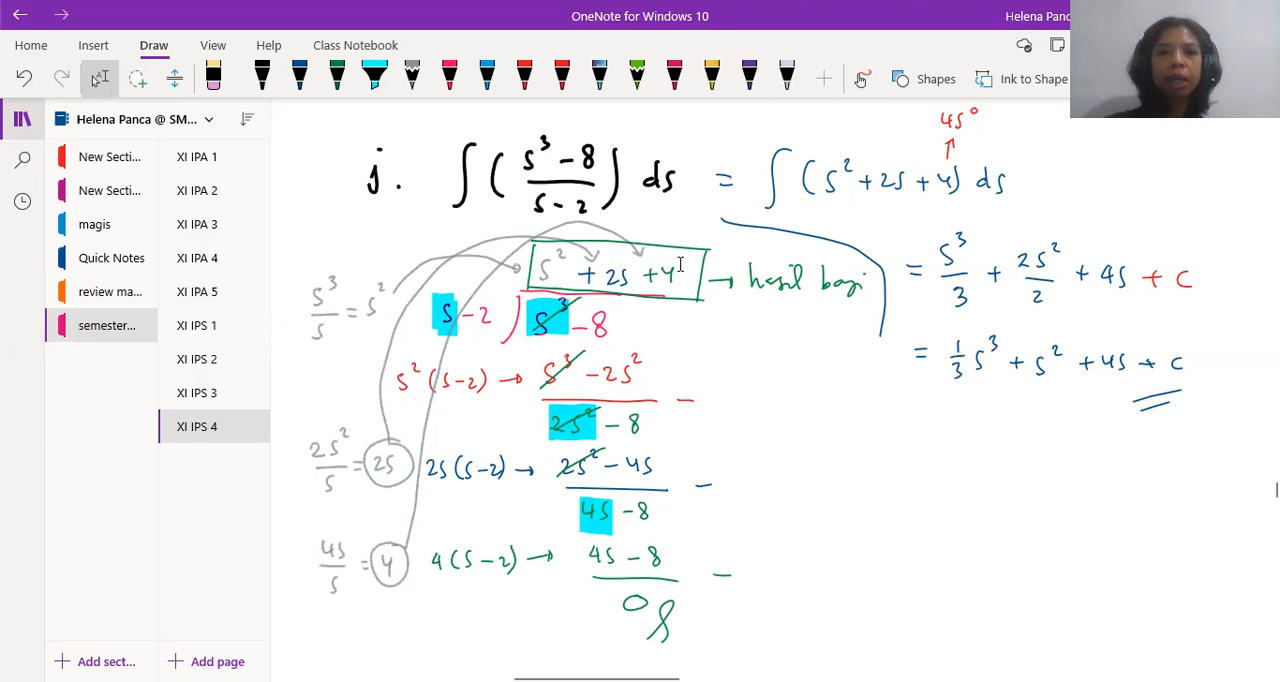 OneNote for Windows 10
Helena Panca
Home Insert Draw View Help Class Notebook
Shapes Ink to Shape
Helena Panca @ SM...
New Secti...
New Secti...
magis
Quick Notes
review ma...
semester...
Add sect...
XI IPA 1
XI IPA 2
XI IPA 3
XI IPA 4
XI IPA 5
XI IPS 1
XI IPS 2
XI IPS 3
XI IPS 4
Add page
j. ∫ ( (s³ − 8)/(s − 2) ) ds = ∫ (s² + 2s + 4) ds
4s⁰
↑
= s³/3 + 2s²/2 + 4s + c
= 1/3 s³ + s² + 4s + c
s² + 2s + 4 → hasil bagi
s³/s = s²
s − 2 ) s³ − 8
s² (s − 2) → s³ − 2s² −
2s² − 8
2s²/s = 2s
2s (s − 2) → 2s² − 4s −
4s − 8
4s/s = 4
4 (s − 2) → 4s − 8 −
0